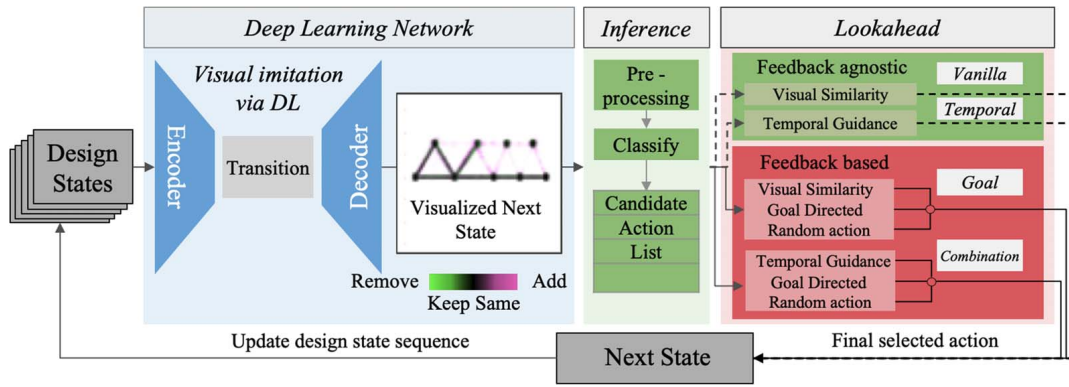 Deep Learning Network
Inference
Lookahead
Visual imitation
via DL
Encoder
Transition
Decoder
Design
States
Visualized Next
State
Remove
Add
Keep Same
Pre -
processing
Classify
Candidate
Action
List
Feedback agnostic
Vanilla
Visual Similarity
Temporal
Temporal Guidance
Feedback based
Goal
Visual Similarity
Goal Directed
Random action
Combination
Temporal Guidance
Goal Directed
Random action
Update design state sequence
Next State
Final selected action